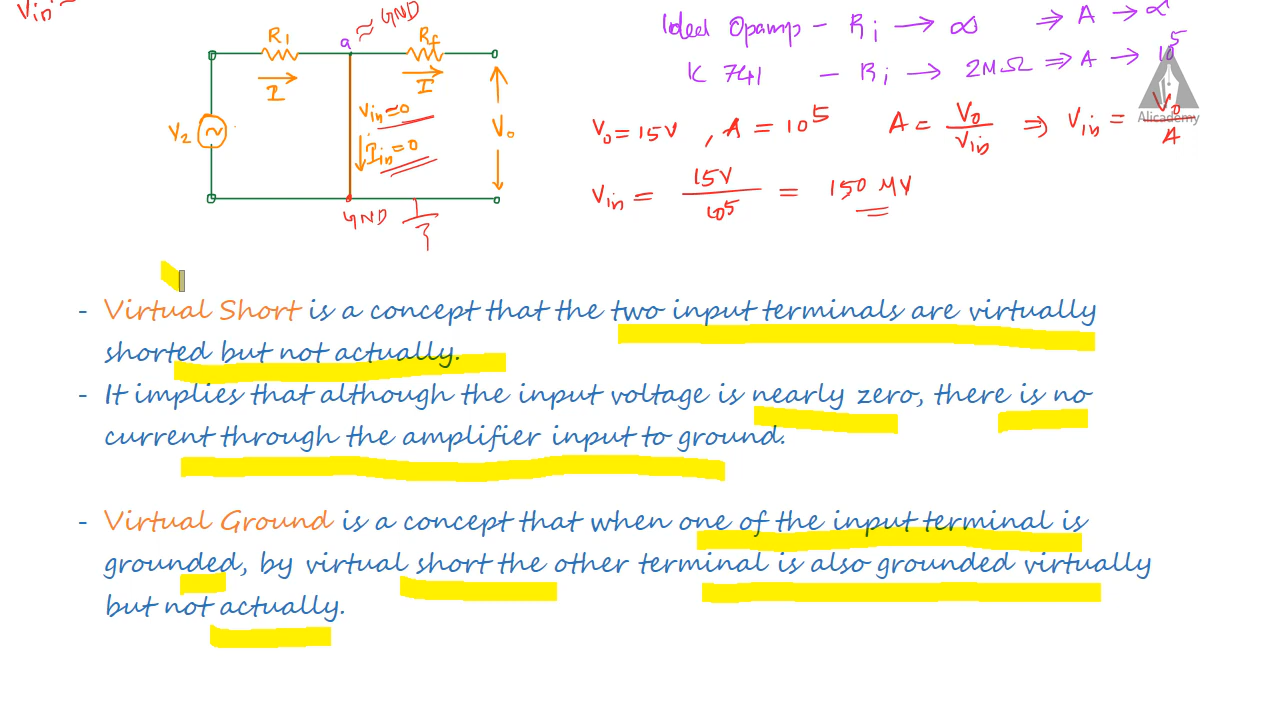 Vin ≈
≈ GND
Ideal Opamp - Ri → ∞ ⇒ A → ∝
K 741 - Ri → 2MΩ ⇒ A → 10^5
R1 a Rf
I I
Vin≈0
V2 Iin=0 Vo
GND
Vo = 15V , A = 10^5 A = Vo/Vin ⇒ Vin = Vo/A
Alicademy
Vin = 15V/10^5 = 150 MV
- Virtual Short is a concept that the two input terminals are virtually
shorted but not actually.
- It implies that although the input voltage is nearly zero, there is no
current through the amplifier input to ground.
- Virtual Ground is a concept that when one of the input terminal is
grounded, by virtual short the other terminal is also grounded virtually
but not actually.